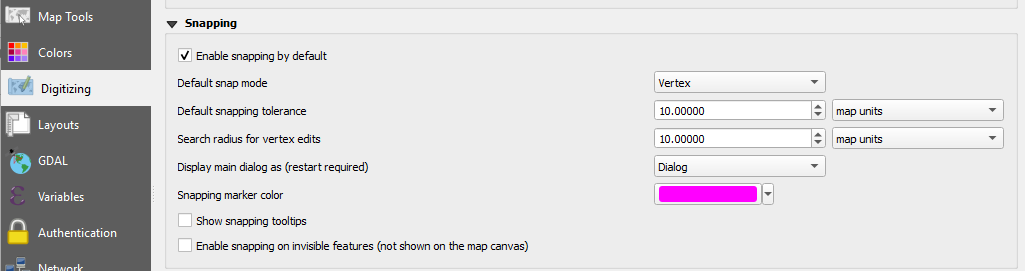 Map Tools
Colors
Digitizing
Layouts
GDAL
Variables
Authentication
Network
Snapping
Enable snapping by default
Default snap mode Vertex
Default snapping tolerance 10.00000 map units
Search radius for vertex edits 10.00000 map units
Display main dialog as (restart required) Dialog
Snapping marker color
Show snapping tooltips
Enable snapping on invisible features (not shown on the map canvas)